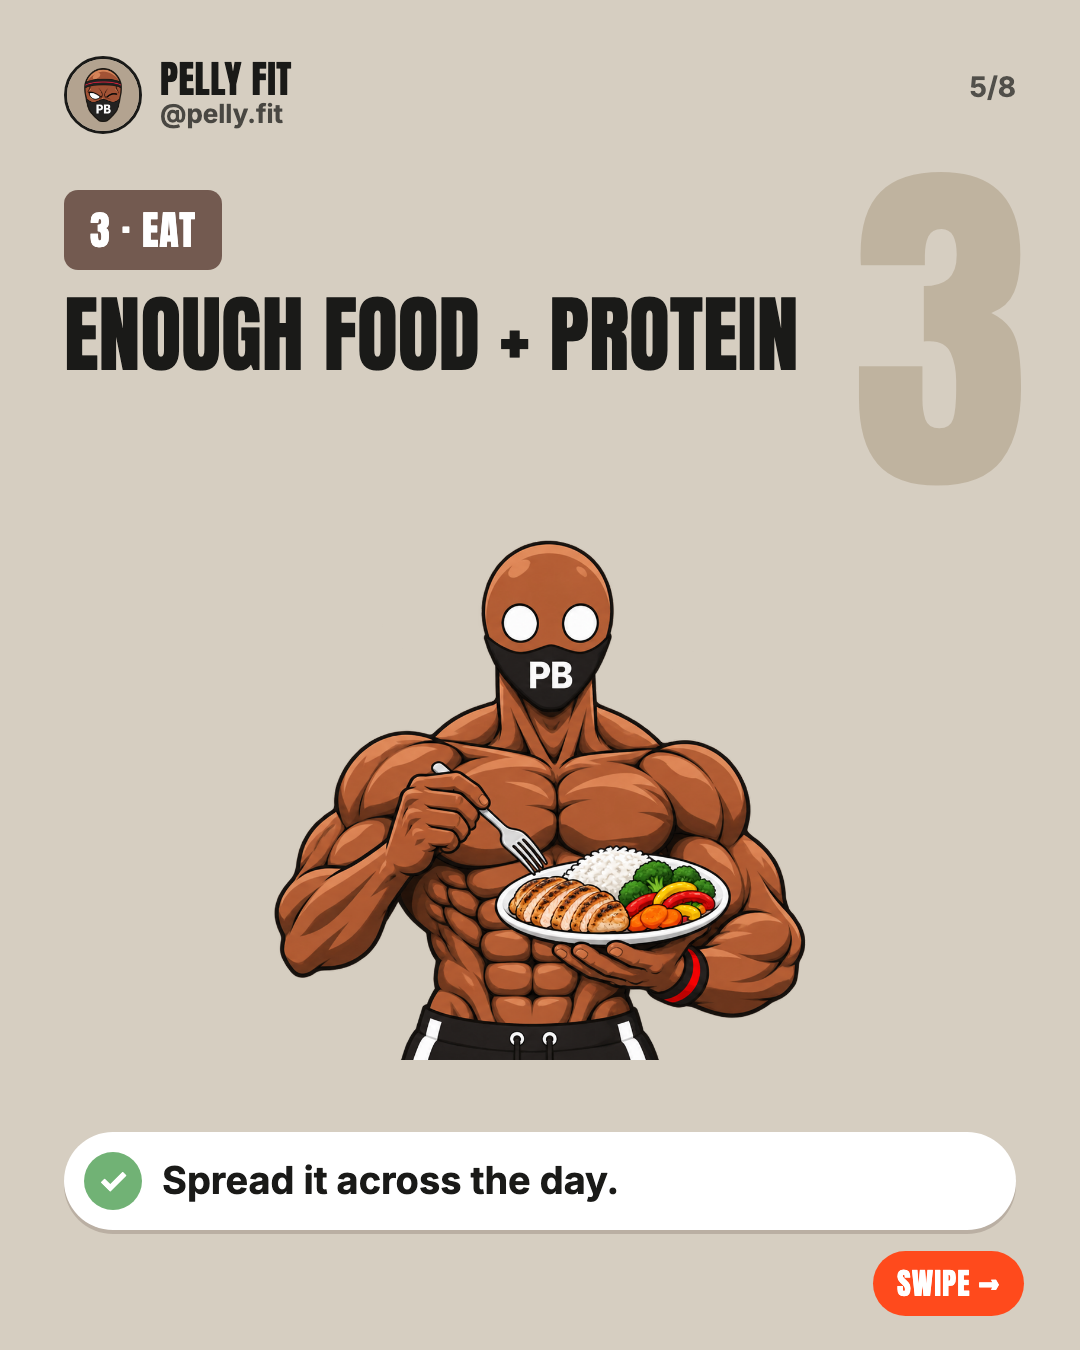 PELLY FIT
@pelly.fit
5/8
3 · EAT
3
ENOUGH FOOD + PROTEIN
PB
PB
Spread it across the day.
SWIPE →